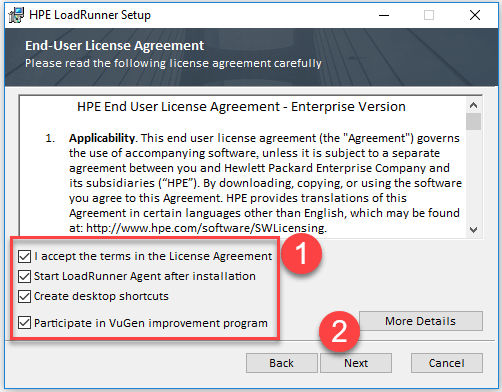 HPE LoadRunner Setup
End-User License Agreement
Please read the following license agreement carefully
HPE End User License Agreement - Enterprise Version
1. Applicability. This end user license agreement (the "Agreement") governs
the use of accompanying software, unless it is subject to a separate
agreement between you and Hewlett Packard Enterprise Company and
its subsidiaries (“HPE”). By downloading, copying, or using the software
you agree to this Agreement. HPE provides translations of this
Agreement in certain languages other than English, which may be found
at: http://www.hpe.com/software/SWLicensing.
I accept the terms in the License Agreement
1
Start LoadRunner Agent after installation
Create desktop shortcuts
Participate in VuGen improvement program
2
More Details
Back
Next
Cancel